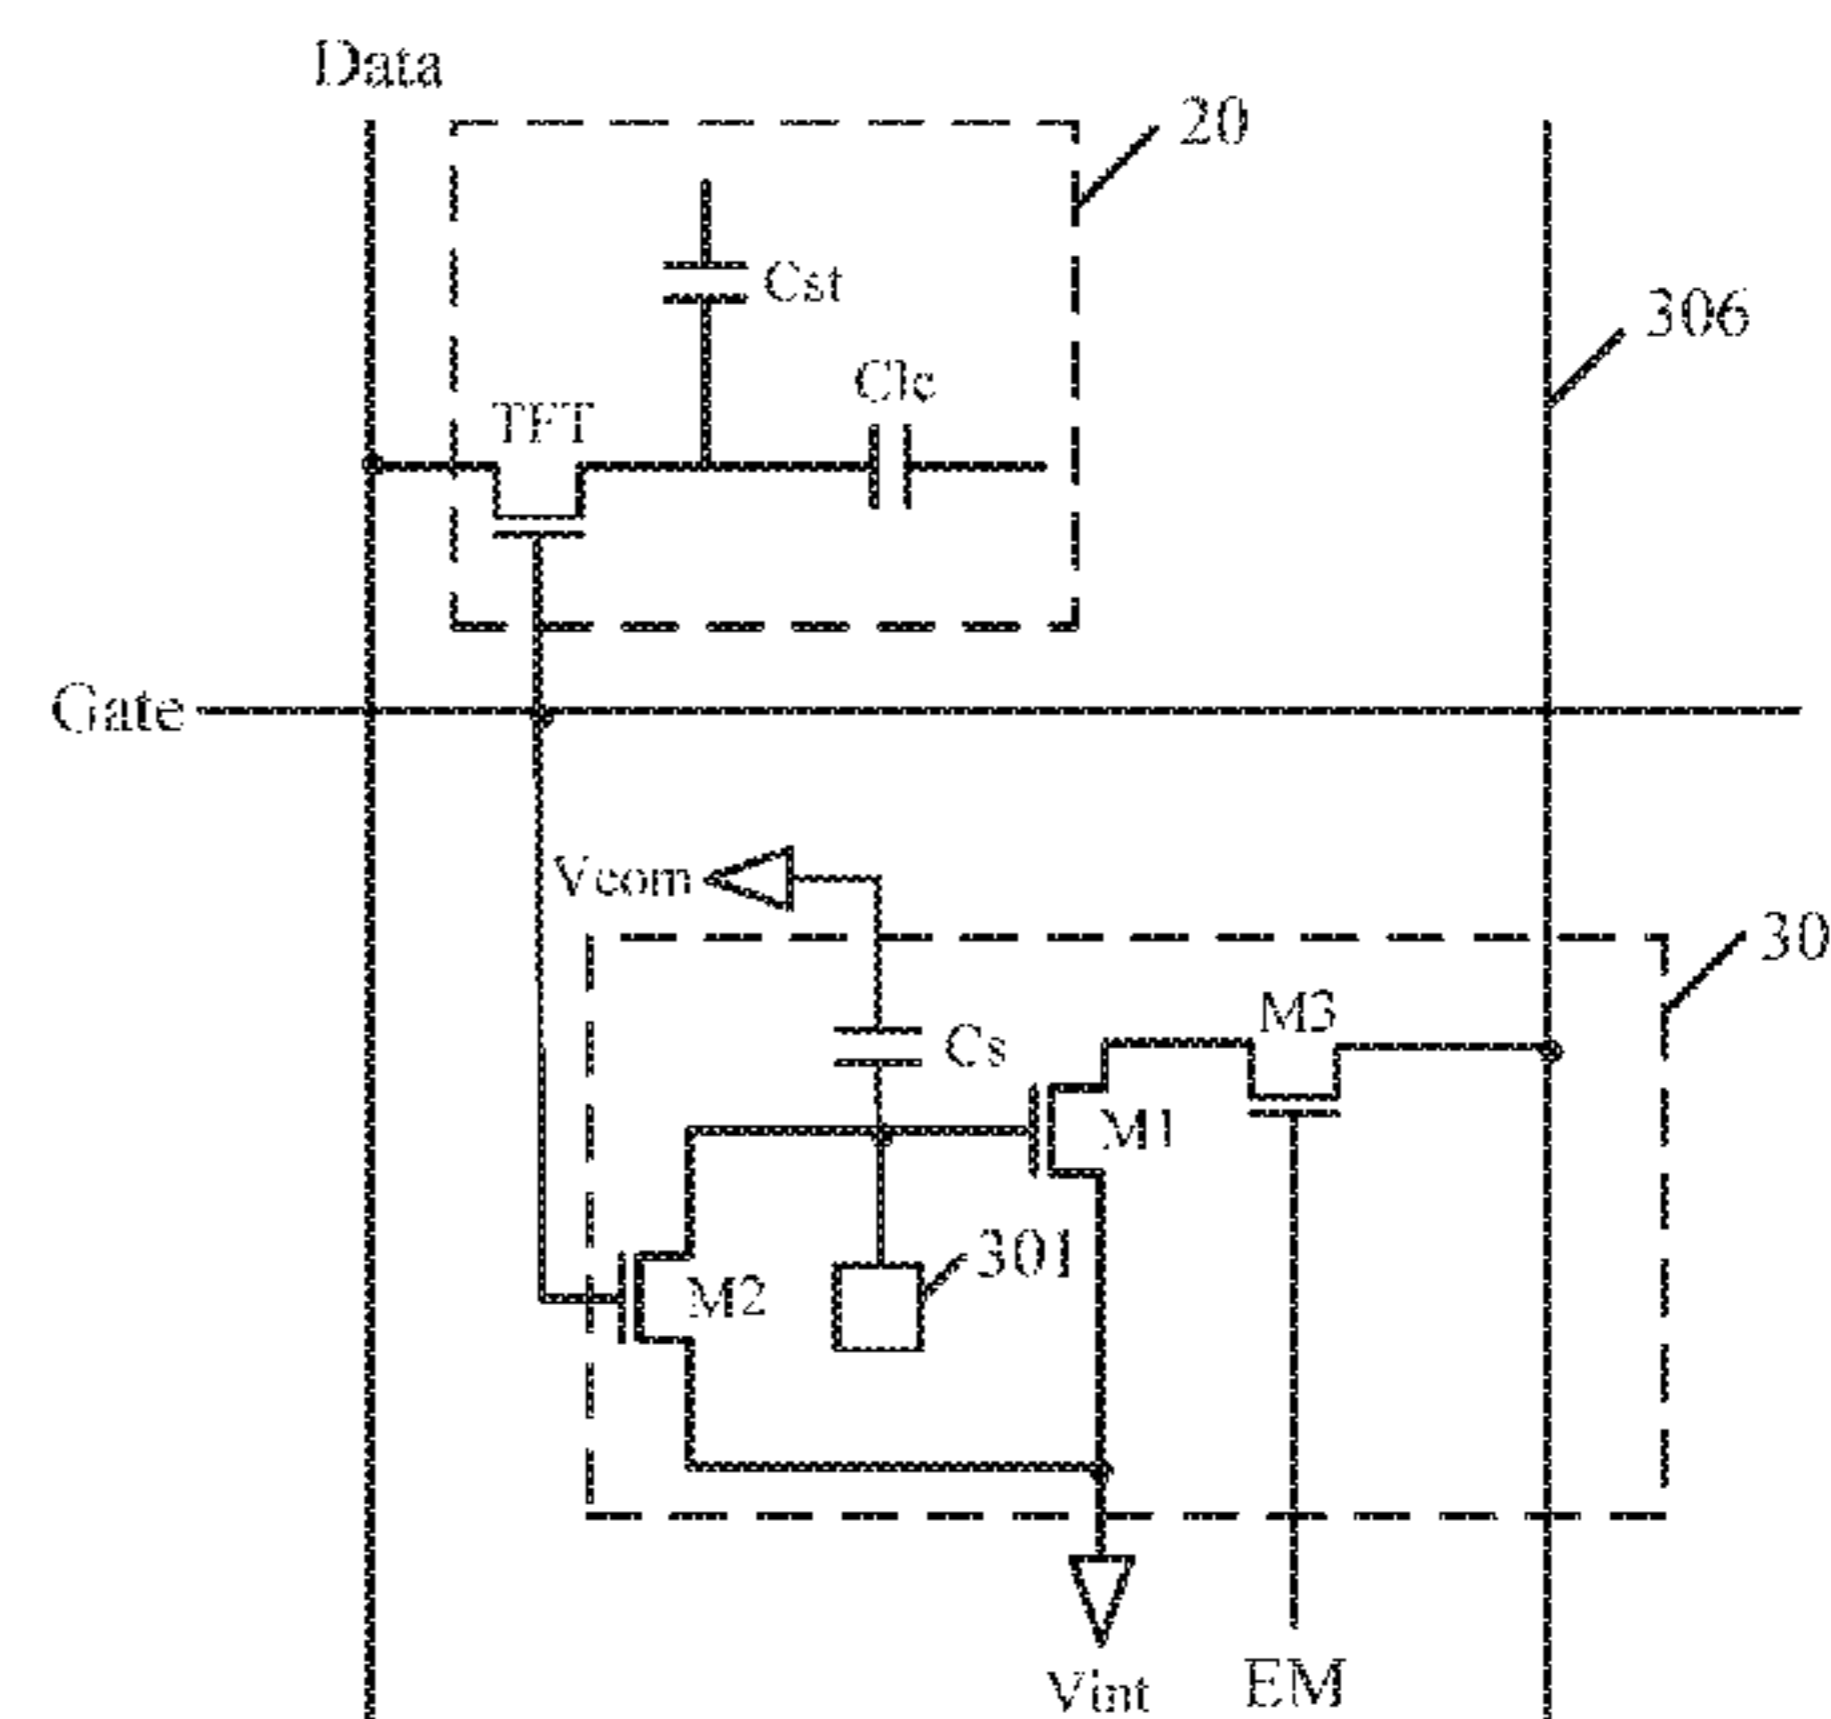 Data
20
Cst
306
Clc
TFT
Gate
Vcom
30
M3
Cs
M1
301
M2
Vint
EM